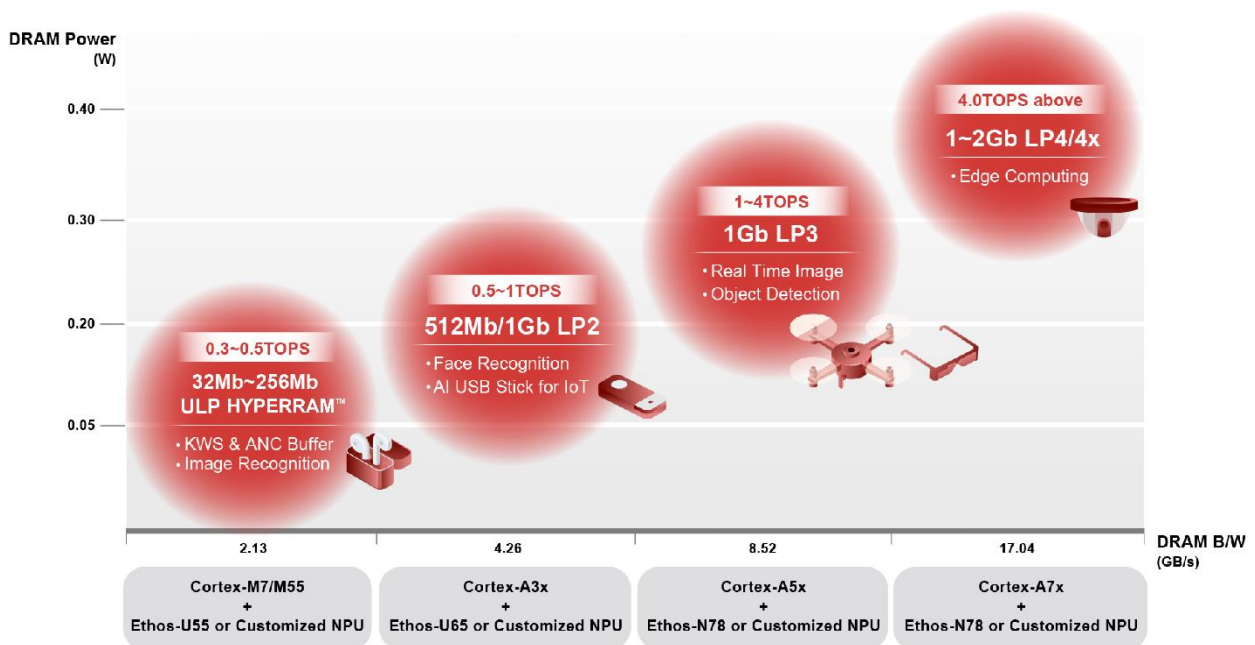 DRAM Power
(W)
0.40
0.30
0.20
0.05
0.3~0.5TOPS
32Mb~256Mb
ULP HYPERRAM™
• KWS & ANC Buffer
• Image Recognition
0.5~1TOPS
512Mb/1Gb LP2
• Face Recognition
• AI USB Stick for IoT
1~4TOPS
1Gb LP3
• Real Time Image
• Object Detection
4.0TOPS above
1~2Gb LP4/4x
• Edge Computing
2.13
4.26
8.52
17.04
DRAM B/W
(GB/s)
Cortex-M7/M55
+
Ethos-U55 or Customized NPU
Cortex-A3x
+
Ethos-U65 or Customized NPU
Cortex-A5x
+
Ethos-N78 or Customized NPU
Cortex-A7x
+
Ethos-N78 or Customized NPU